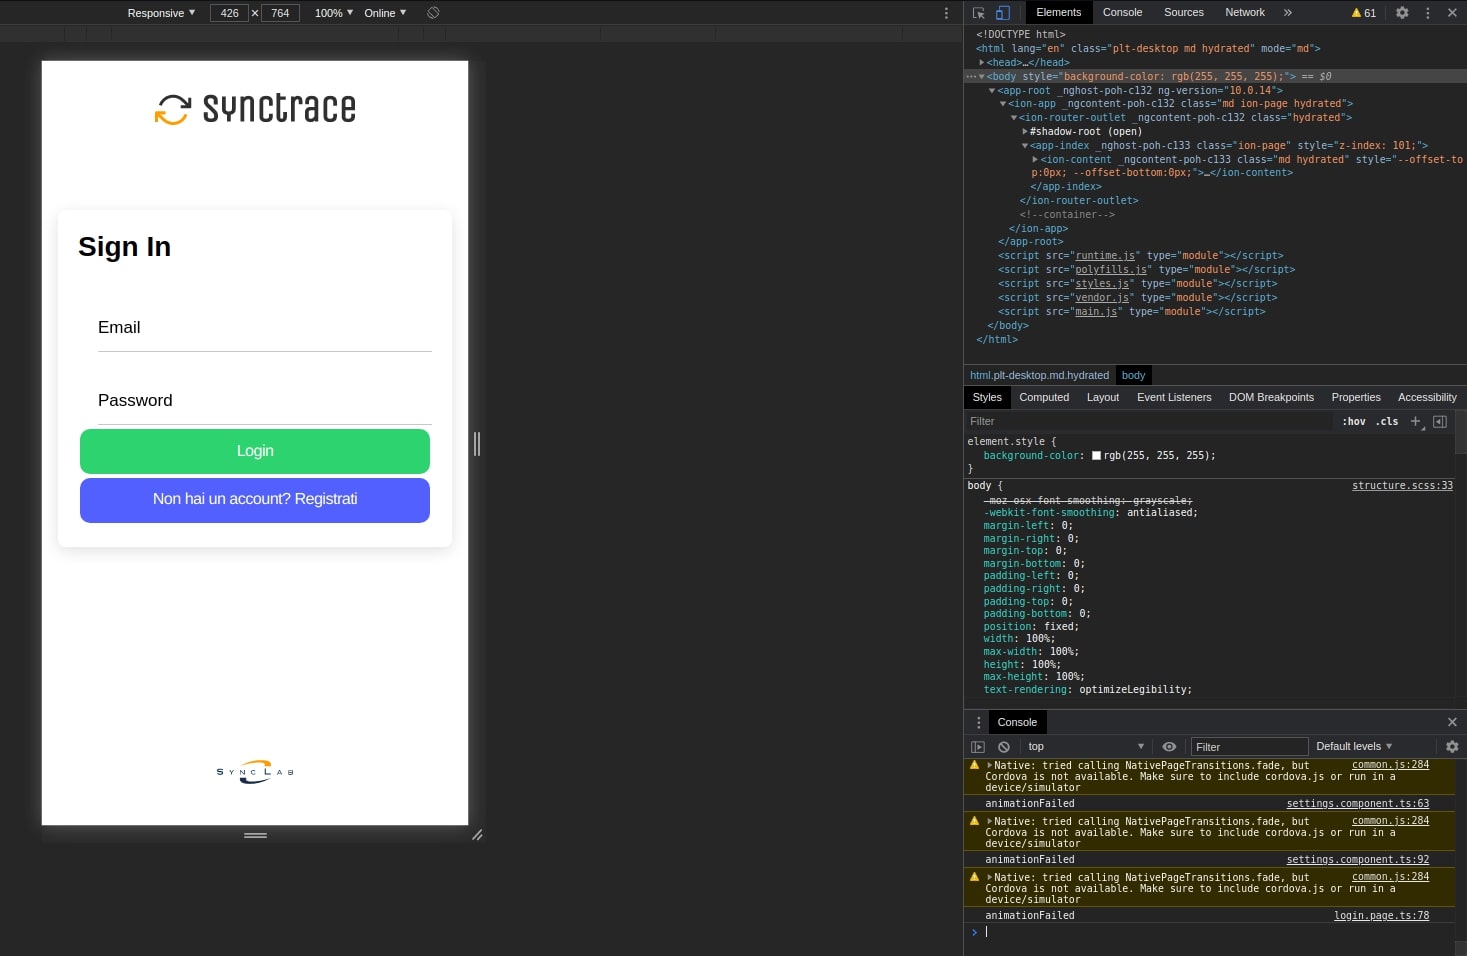 Responsive ▼ 426 × 764 100% ▼ Online ▼
synctrace
Sign In
Email
Password
Login
Non hai un account? Registrati
SYNC LAB
Elements Console Sources Network » 61
<!DOCTYPE html>
<html lang="en" class="plt-desktop md hydrated" mode="md">
<head>…</head>
<body style="background-color: rgb(255, 255, 255);"> == $0
<app-root _nghost-poh-c132 ng-version="10.0.14">
<ion-app _ngcontent-poh-c132 class="md ion-page hydrated">
<ion-router-outlet _ngcontent-poh-c132 class="hydrated">
#shadow-root (open)
<app-index _nghost-poh-c133 class="ion-page" style="z-index: 101;">
<ion-content _ngcontent-poh-c133 class="md hydrated" style="--offset-to
p:0px; --offset-bottom:0px;">…</ion-content>
</app-index>
</ion-router-outlet>
<!--container-->
</ion-app>
</app-root>
<script src="runtime.js" type="module"></script>
<script src="polyfills.js" type="module"></script>
<script src="styles.js" type="module"></script>
<script src="vendor.js" type="module"></script>
<script src="main.js" type="module"></script>
</body>
</html>
html.plt-desktop.md.hydrated body
Styles Computed Layout Event Listeners DOM Breakpoints Properties Accessibility
Filter :hov .cls +
element.style {
background-color: rgb(255, 255, 255);
}
body { structure.scss:33
-moz-osx-font-smoothing: grayscale;
-webkit-font-smoothing: antialiased;
margin-left: 0;
margin-right: 0;
margin-top: 0;
margin-bottom: 0;
padding-left: 0;
padding-right: 0;
padding-top: 0;
padding-bottom: 0;
position: fixed;
width: 100%;
max-width: 100%;
height: 100%;
max-height: 100%;
text-rendering: optimizeLegibility;
Console
top ▼ Filter Default levels ▼
Native: tried calling NativePageTransitions.fade, but common.js:284
Cordova is not available. Make sure to include cordova.js or run in a
device/simulator
animationFailed settings.component.ts:63
Native: tried calling NativePageTransitions.fade, but common.js:284
Cordova is not available. Make sure to include cordova.js or run in a
device/simulator
animationFailed settings.component.ts:92
Native: tried calling NativePageTransitions.fade, but common.js:284
Cordova is not available. Make sure to include cordova.js or run in a
device/simulator
animationFailed login.page.ts:78